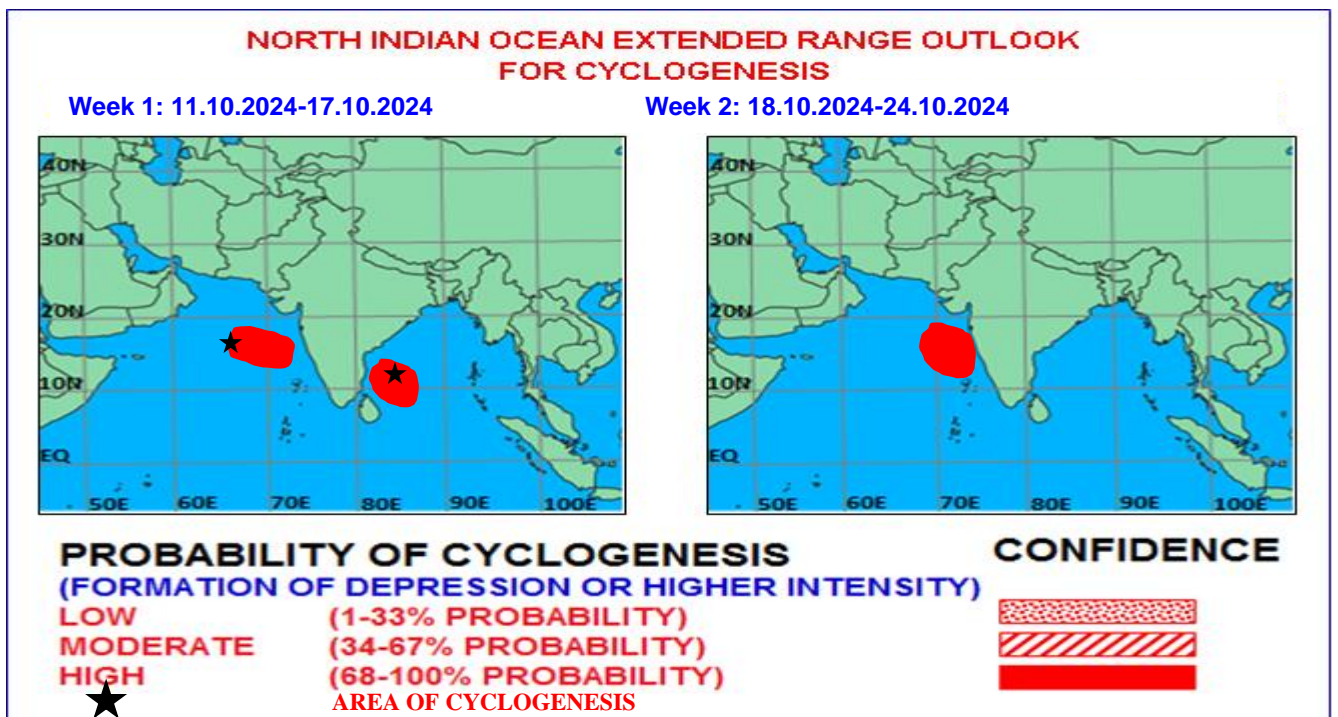 NORTH INDIAN OCEAN EXTENDED RANGE OUTLOOK
FOR CYCLOGENESIS
Week 1: 11.10.2024-17.10.2024
Week 2: 18.10.2024-24.10.2024
40N
30N
20N
10N
EQ
50E 60E 70E 80E 90E 100E
40N
30N
20N
10N
EQ
50E 60E 70E 80E 90E 100E
PROBABILITY OF CYCLOGENESIS
CONFIDENCE
(FORMATION OF DEPRESSION OR HIGHER INTENSITY)
LOW (1-33% PROBABILITY)
MODERATE (34-67% PROBABILITY)
HIGH (68-100% PROBABILITY)
AREA OF CYCLOGENESIS